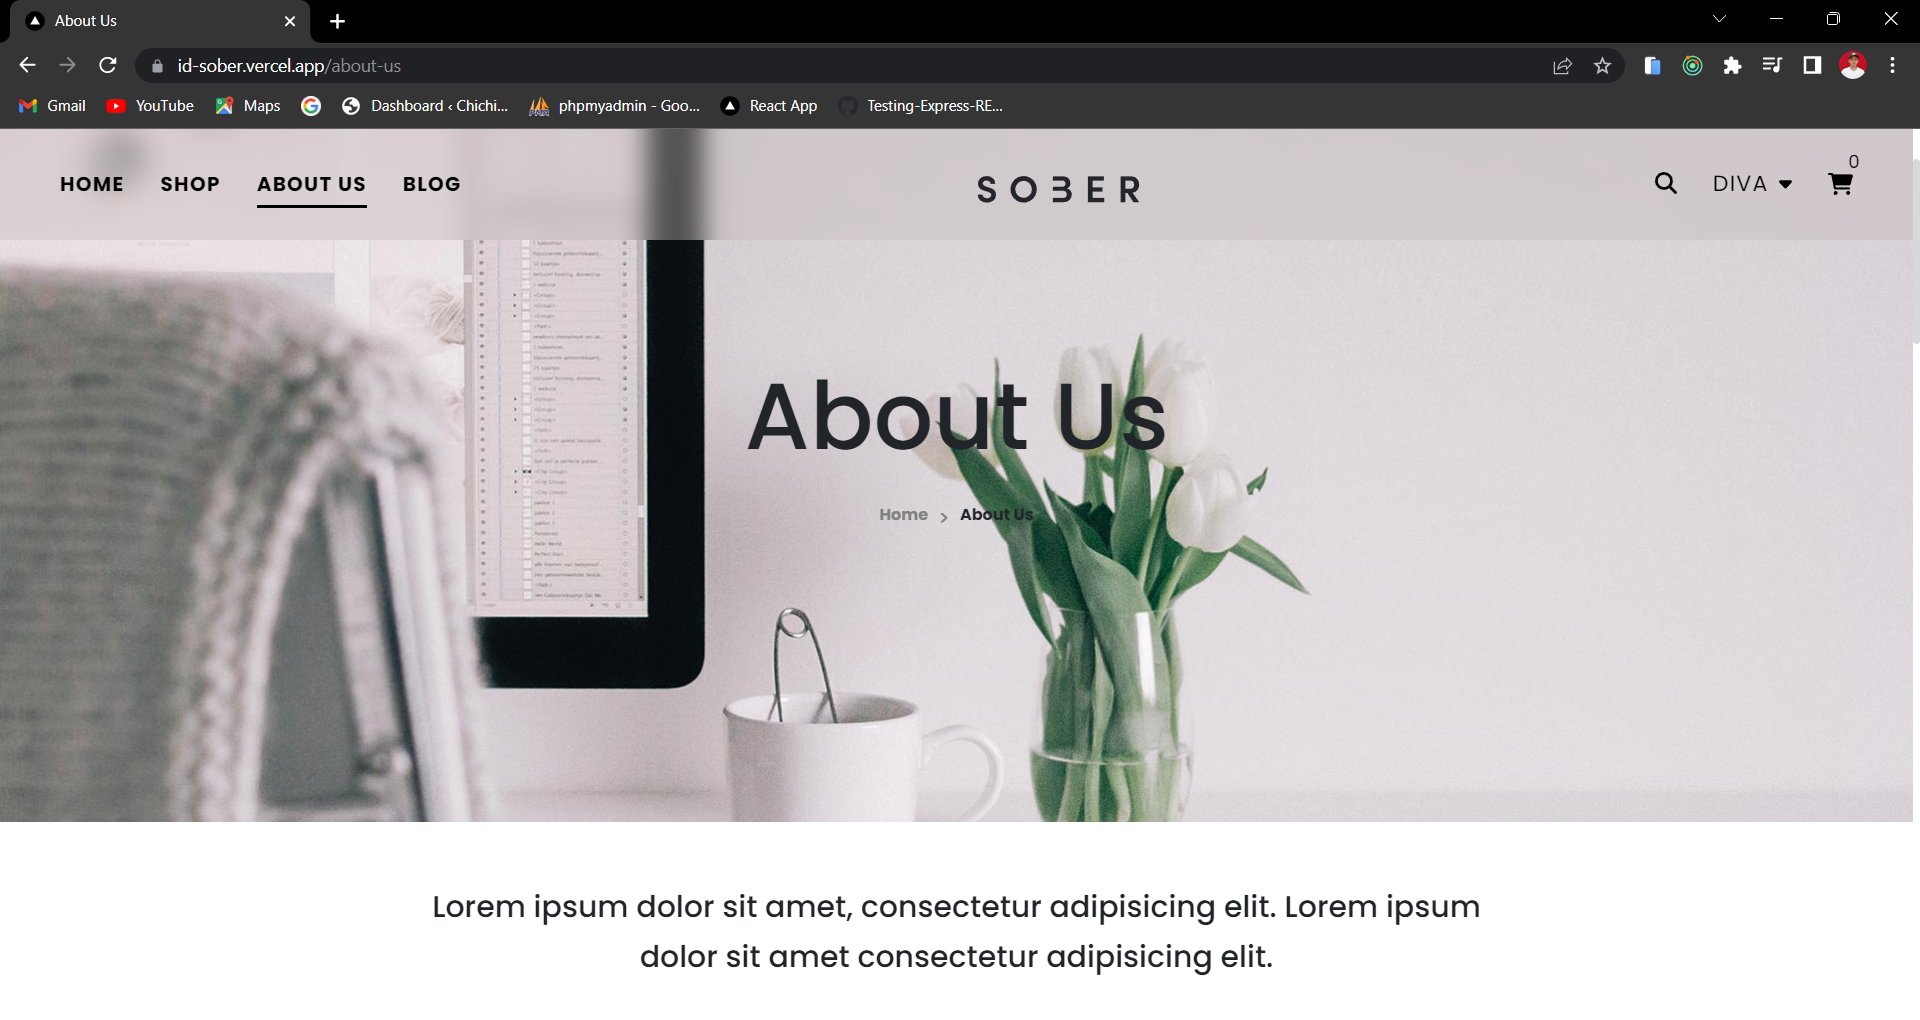 About Us
id-sober.vercel.app/about-us
Gmail YouTube Maps Dashboard ‹ Chichi... phpmyadmin - Goo... React App Testing-Express-RE...
HOME SHOP ABOUT US BLOG SOBER DIVA 0
About Us
Home > About Us
Lorem ipsum dolor sit amet, consectetur adipisicing elit. Lorem ipsum
dolor sit amet consectetur adipisicing elit.